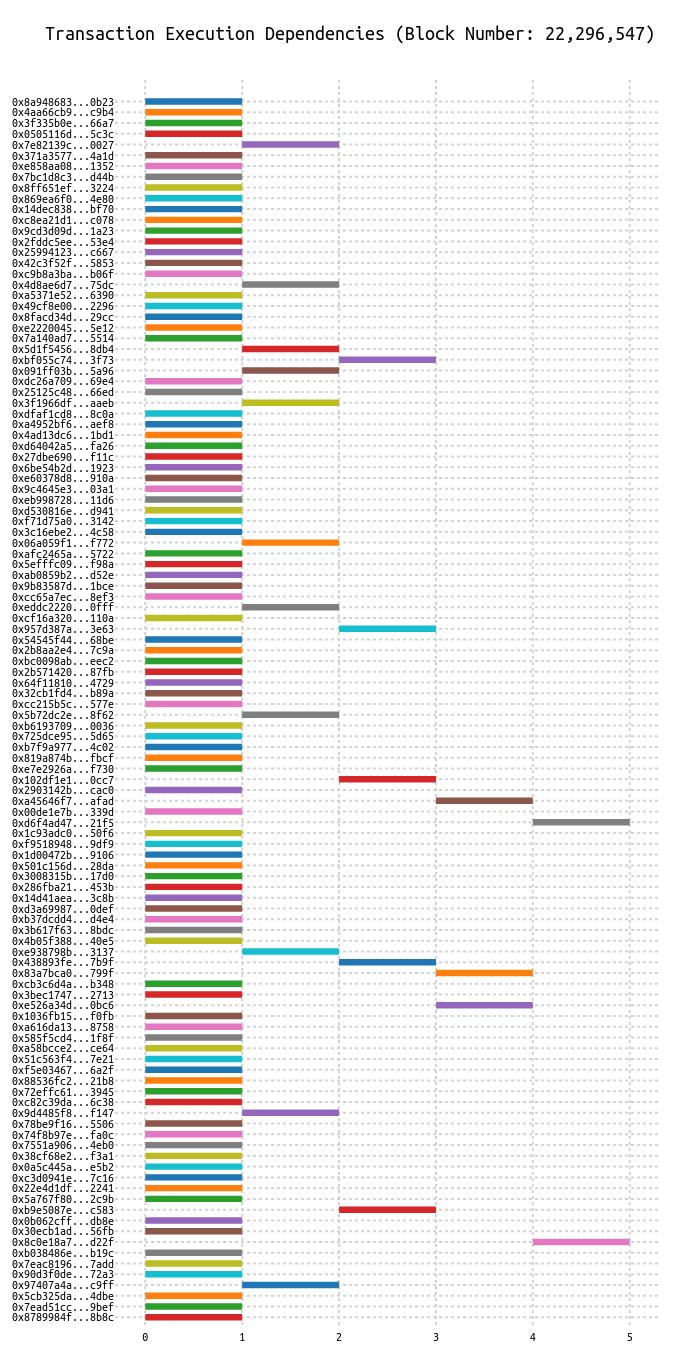 Transaction Execution Dependencies (Block Number: 22,296,547)
0x8a948683...0b23
0x4aa66cb9...c9b4
0x3f335b0e...66a7
0x0505116d...5c3c
0x7e82139c...0027
0x371a3577...4a1d
0xe858aa08...1352
0x7bc1d8c3...d44b
0x8ff651ef...3224
0x869ea6f0...4e80
0x14dec838...bf70
0xc8ea21d1...c078
0x9cd3d09d...1a23
0x2fddc5ee...53e4
0x25994123...c667
0x42c3f52f...5853
0xc9b8a3ba...b06f
0x4d8ae6d7...75dc
0xa5371e52...6390
0x49cf8e00...2296
0x8facd34d...29cc
0xe2220045...5e12
0x7a140ad7...5514
0x5d1f5456...8db4
0xbf055c74...3f73
0x091ff03b...5a96
0xdc26a709...69e4
0x25125c48...66ed
0x3f1966df...aaeb
0xdfaf1cd8...8c0a
0xa4952bf6...aef8
0x4ad13dc6...1bd1
0xd64042a5...fa26
0x27dbe690...f11c
0x6be54b2d...1923
0xe60378d8...910a
0x9c4645e3...03a1
0xeb998728...11d6
0xd530816e...d941
0xf71d75a0...3142
0x3c16ebe2...4c58
0x06a059f1...f772
0xafc2465a...5722
0x5efffc09...f98a
0xab0859b2...d52e
0x9b83587d...1bce
0xcc65a7ec...8ef3
0xeddc2220...0fff
0xcf16a320...110a
0x957d387a...3e63
0x54545f44...68be
0x2b8aa2e4...7c9a
0xbc0098ab...eec2
0x2b571420...87fb
0x64f11810...4729
0x32cb1fd4...b89a
0xcc215b5c...577e
0x5b72dc2e...8f62
0xb6193709...0036
0x725dce95...5d65
0xb7f9a977...4c02
0x819a874b...fbcf
0xe7e2926a...f730
0x102df1e1...0cc7
0x2903142b...cac0
0xa45646f7...afad
0x00de1e7b...339d
0xd6f4ad47...21f5
0x1c93adc0...50f6
0xf9518948...9df9
0x1d00472b...9106
0x501c156d...28da
0x3008315b...17d0
0x286fba21...453b
0x14d41aea...3c8b
0xd3a69987...0def
0xb37dcdd4...d4e4
0x3b617f63...8bdc
0x4b05f388...40e5
0xe938798b...3137
0x438893fe...7b9f
0x83a7bca0...799f
0xcb3c6d4a...b348
0x3bec1747...2713
0xe526a34d...0bc6
0x1036fb15...f0fb
0xa616da13...8758
0x585f5cd4...1f8f
0xa58bcce2...ce64
0x51c563f4...7e21
0xf5e03467...6a2f
0x88536fc2...21b8
0x72effc61...3945
0xc82c39da...6c38
0x9d4485f8...f147
0x78be9f16...5506
0x74f8b97e...fa0c
0x7551a906...4eb0
0x38cf68e2...f3a1
0x0a5c445a...e5b2
0xc3d0941e...7c16
0x22e4d1df...2241
0x5a767f80...2c9b
0xb9e5087e...c583
0x0b062cff...db8e
0x30ecb1ad...56fb
0x8c0e18a7...d22f
0xb038486e...b19c
0x7eac8196...7add
0x90d3f0de...72a3
0x97407a4a...c9ff
0x5cb325da...4dbe
0x7ead51cc...9bef
0x8789984f...8b8c
0 1 2 3 4 5